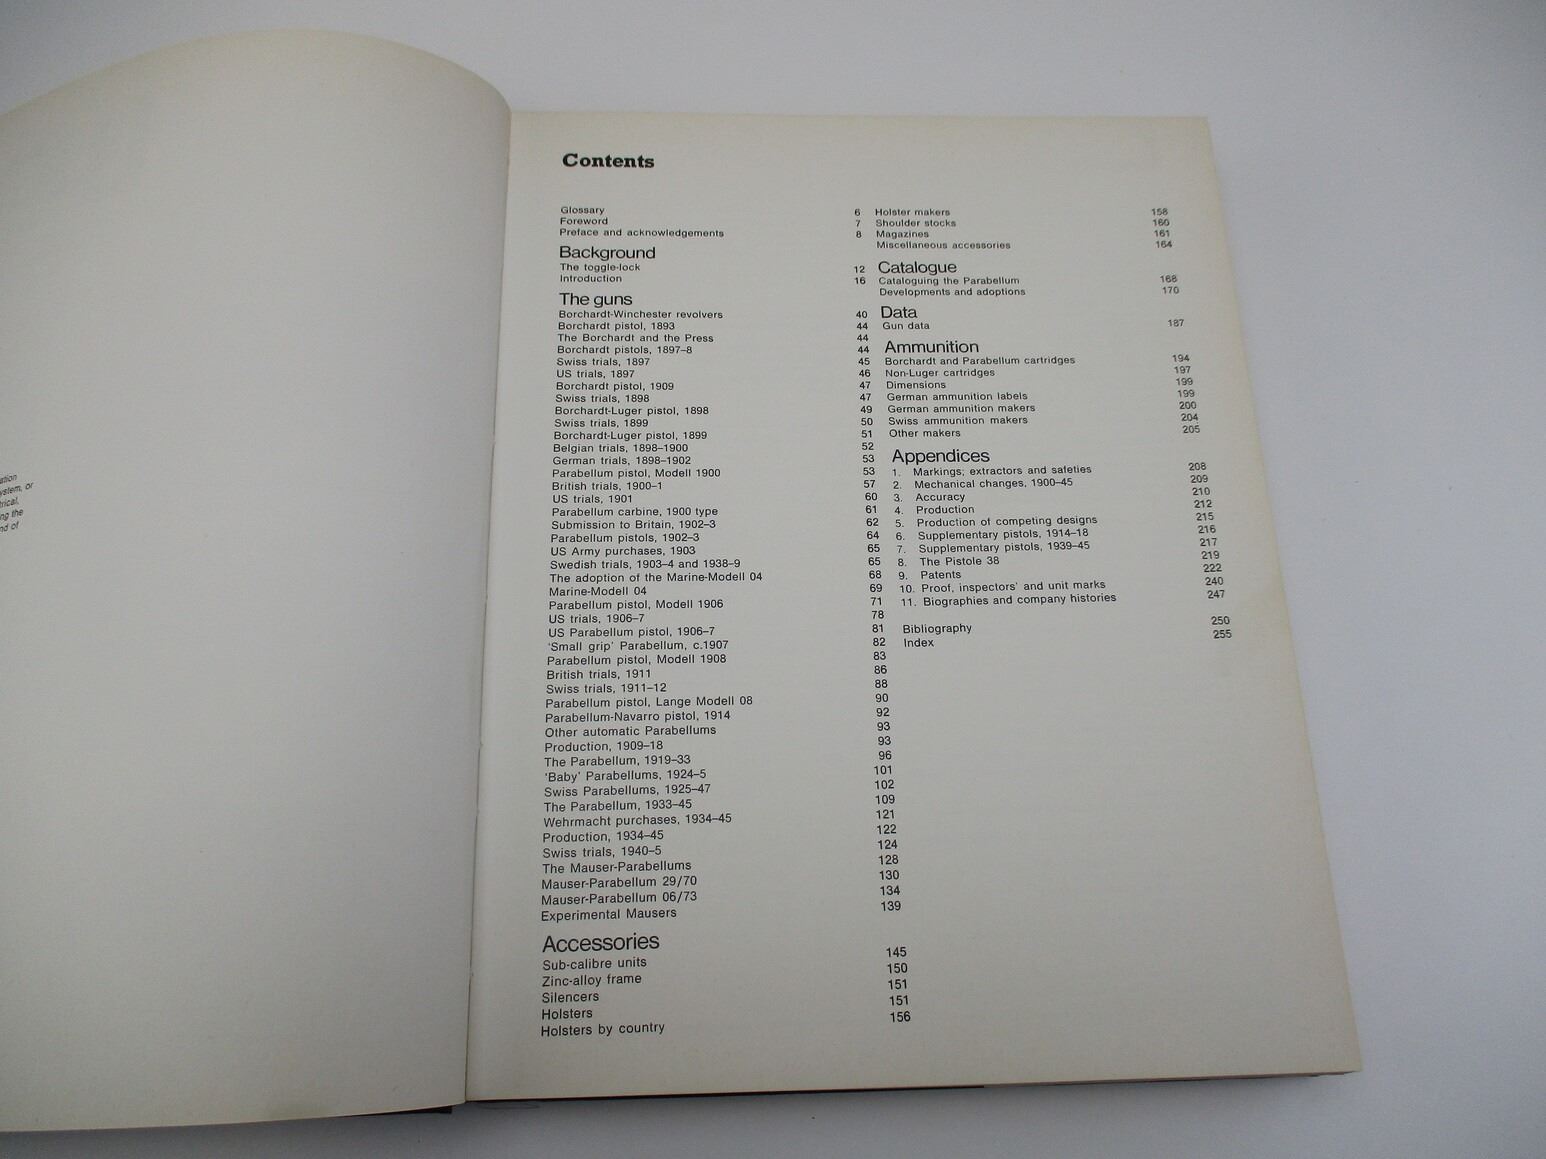 ation
ystem, or
trical,
ng the
nd of
Contents
Glossary 6
Foreword 7
Preface and acknowledgements 8
Background
The toggle-lock 12
Introduction 16
The guns
Borchardt-Winchester revolvers 40
Borchardt pistol, 1893 44
The Borchardt and the Press 44
Borchardt pistols, 1897–8 44
Swiss trials, 1897 45
US trials, 1897 46
Borchardt pistol, 1909 47
Swiss trials, 1898 47
Borchardt-Luger pistol, 1898 49
Swiss trials, 1899 50
Borchardt-Luger pistol, 1899 51
Belgian trials, 1898–1900 52
German trials, 1898–1902 53
Parabellum pistol, Modell 1900 53
British trials, 1900–1 57
US trials, 1901 60
Parabellum carbine, 1900 type 61
Submission to Britain, 1902–3 62
Parabellum pistols, 1902–3 64
US Army purchases, 1903 65
Swedish trials, 1903–4 and 1938–9 65
The adoption of the Marine-Modell 04 68
Marine-Modell 04 69
Parabellum pistol, Modell 1906 71
US trials, 1906–7 78
US Parabellum pistol, 1906–7 81
'Small grip' Parabellum, c.1907 82
Parabellum pistol, Modell 1908 83
British trials, 1911 86
Swiss trials, 1911–12 88
Parabellum pistol, Lange Modell 08 90
Parabellum-Navarro pistol, 1914 92
Other automatic Parabellums 93
Production, 1909–18 93
The Parabellum, 1919–33 96
'Baby' Parabellums, 1924–5 101
Swiss Parabellums, 1925–47 102
The Parabellum, 1933–45 109
Wehrmacht purchases, 1934–45 121
Production, 1934–45 122
Swiss trials, 1940–5 124
The Mauser-Parabellums 128
Mauser-Parabellum 29/70 130
Mauser-Parabellum 06/73 134
Experimental Mausers 139
Accessories
Sub-calibre units 145
Zinc-alloy frame 150
Silencers 151
Holsters 151
Holsters by country 156
Holster makers 158
Shoulder stocks 160
Magazines 161
Miscellaneous accessories 164
Catalogue
Cataloguing the Parabellum 168
Developments and adoptions 170
Data
Gun data 187
Ammunition
Borchardt and Parabellum cartridges 194
Non-Luger cartridges 197
Dimensions 199
German ammunition labels 199
German ammunition makers 200
Swiss ammunition makers 204
Other makers 205
Appendices
1. Markings; extractors and safeties 208
2. Mechanical changes, 1900–45 209
3. Accuracy 210
4. Production 212
5. Production of competing designs 215
6. Supplementary pistols, 1914–18 216
7. Supplementary pistols, 1939–45 217
8. The Pistole 38 219
9. Patents 222
10. Proof, inspectors' and unit marks 240
11. Biographies and company histories 247
Bibliography 250
Index 255